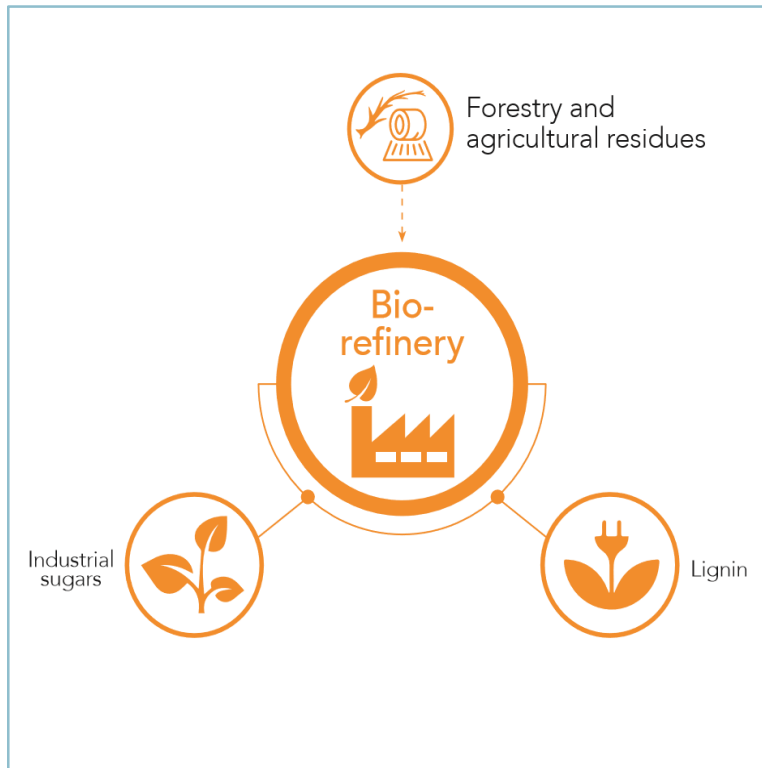 Forestry and
agricultural residues
Bio-
refinery
Industrial
sugars
Lignin